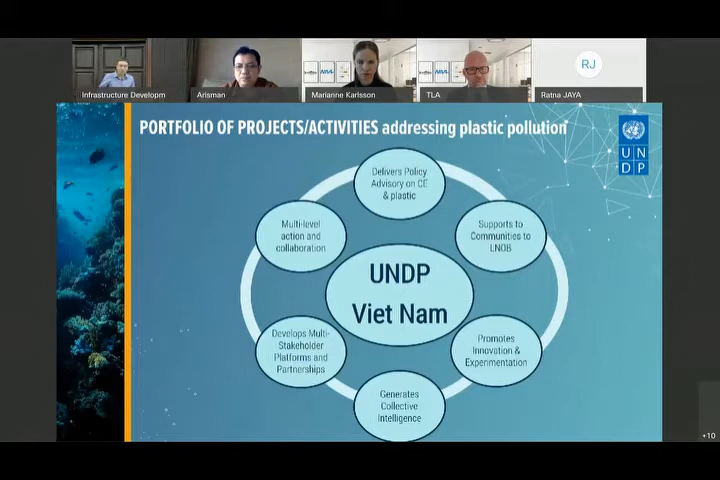 RJ
Infrastructure Developm
Arisman
Marianne Karlsson
TLA
Ratna JAYA
PORTFOLIO OF PROJECTS/ACTIVITIES addressing plastic pollution
U N
D P
Delivers Policy
Advisory on CE
& plastic
Multi-level
action and
collaboration
Supports to
Communities to
LNOB
UNDP
Viet Nam
Develops Multi-
Stakeholder
Platforms and
Partnerships
Promotes
Innovation &
Experimentation
Generates
Collective
Intelligence
+10